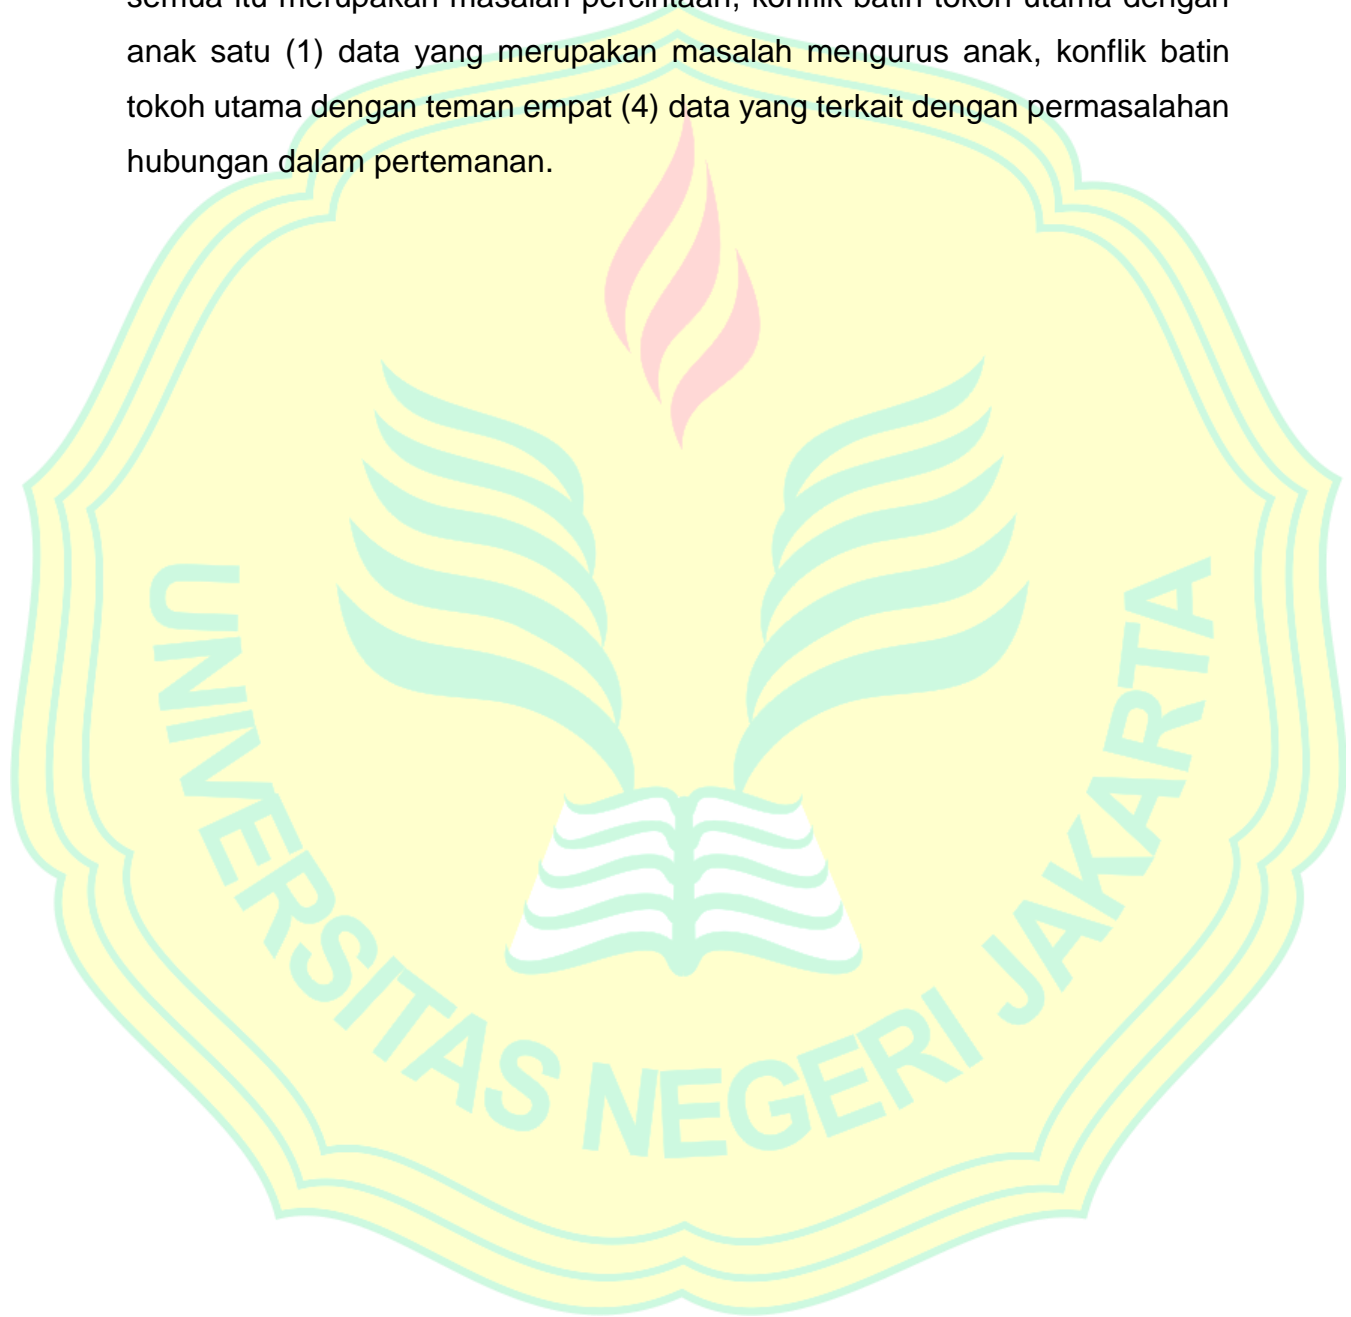 semua itu merupakan masalah percintaan, konflik batin tokoh utama dengan
anak satu (1) data yang merupakan masalah mengurus anak, konflik batin
tokoh utama dengan teman empat (4) data yang terkait dengan permasalahan
hubungan dalam pertemanan.
UNIVERSITAS NEGERI JAKARTA